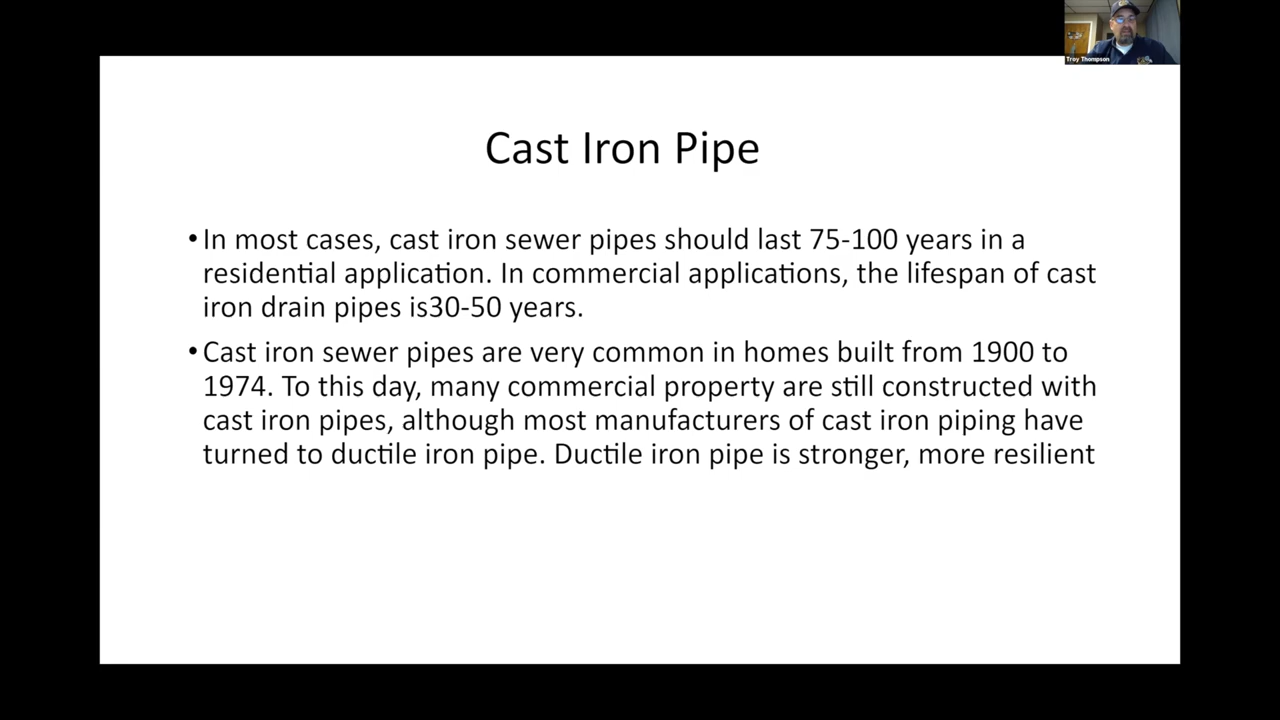 Troy Thompson
Cast Iron Pipe
•In most cases, cast iron sewer pipes should last 75-100 years in a
residential application. In commercial applications, the lifespan of cast
iron drain pipes is30-50 years.
•Cast iron sewer pipes are very common in homes built from 1900 to
1974. To this day, many commercial property are still constructed with
cast iron pipes, although most manufacturers of cast iron piping have
turned to ductile iron pipe. Ductile iron pipe is stronger, more resilient